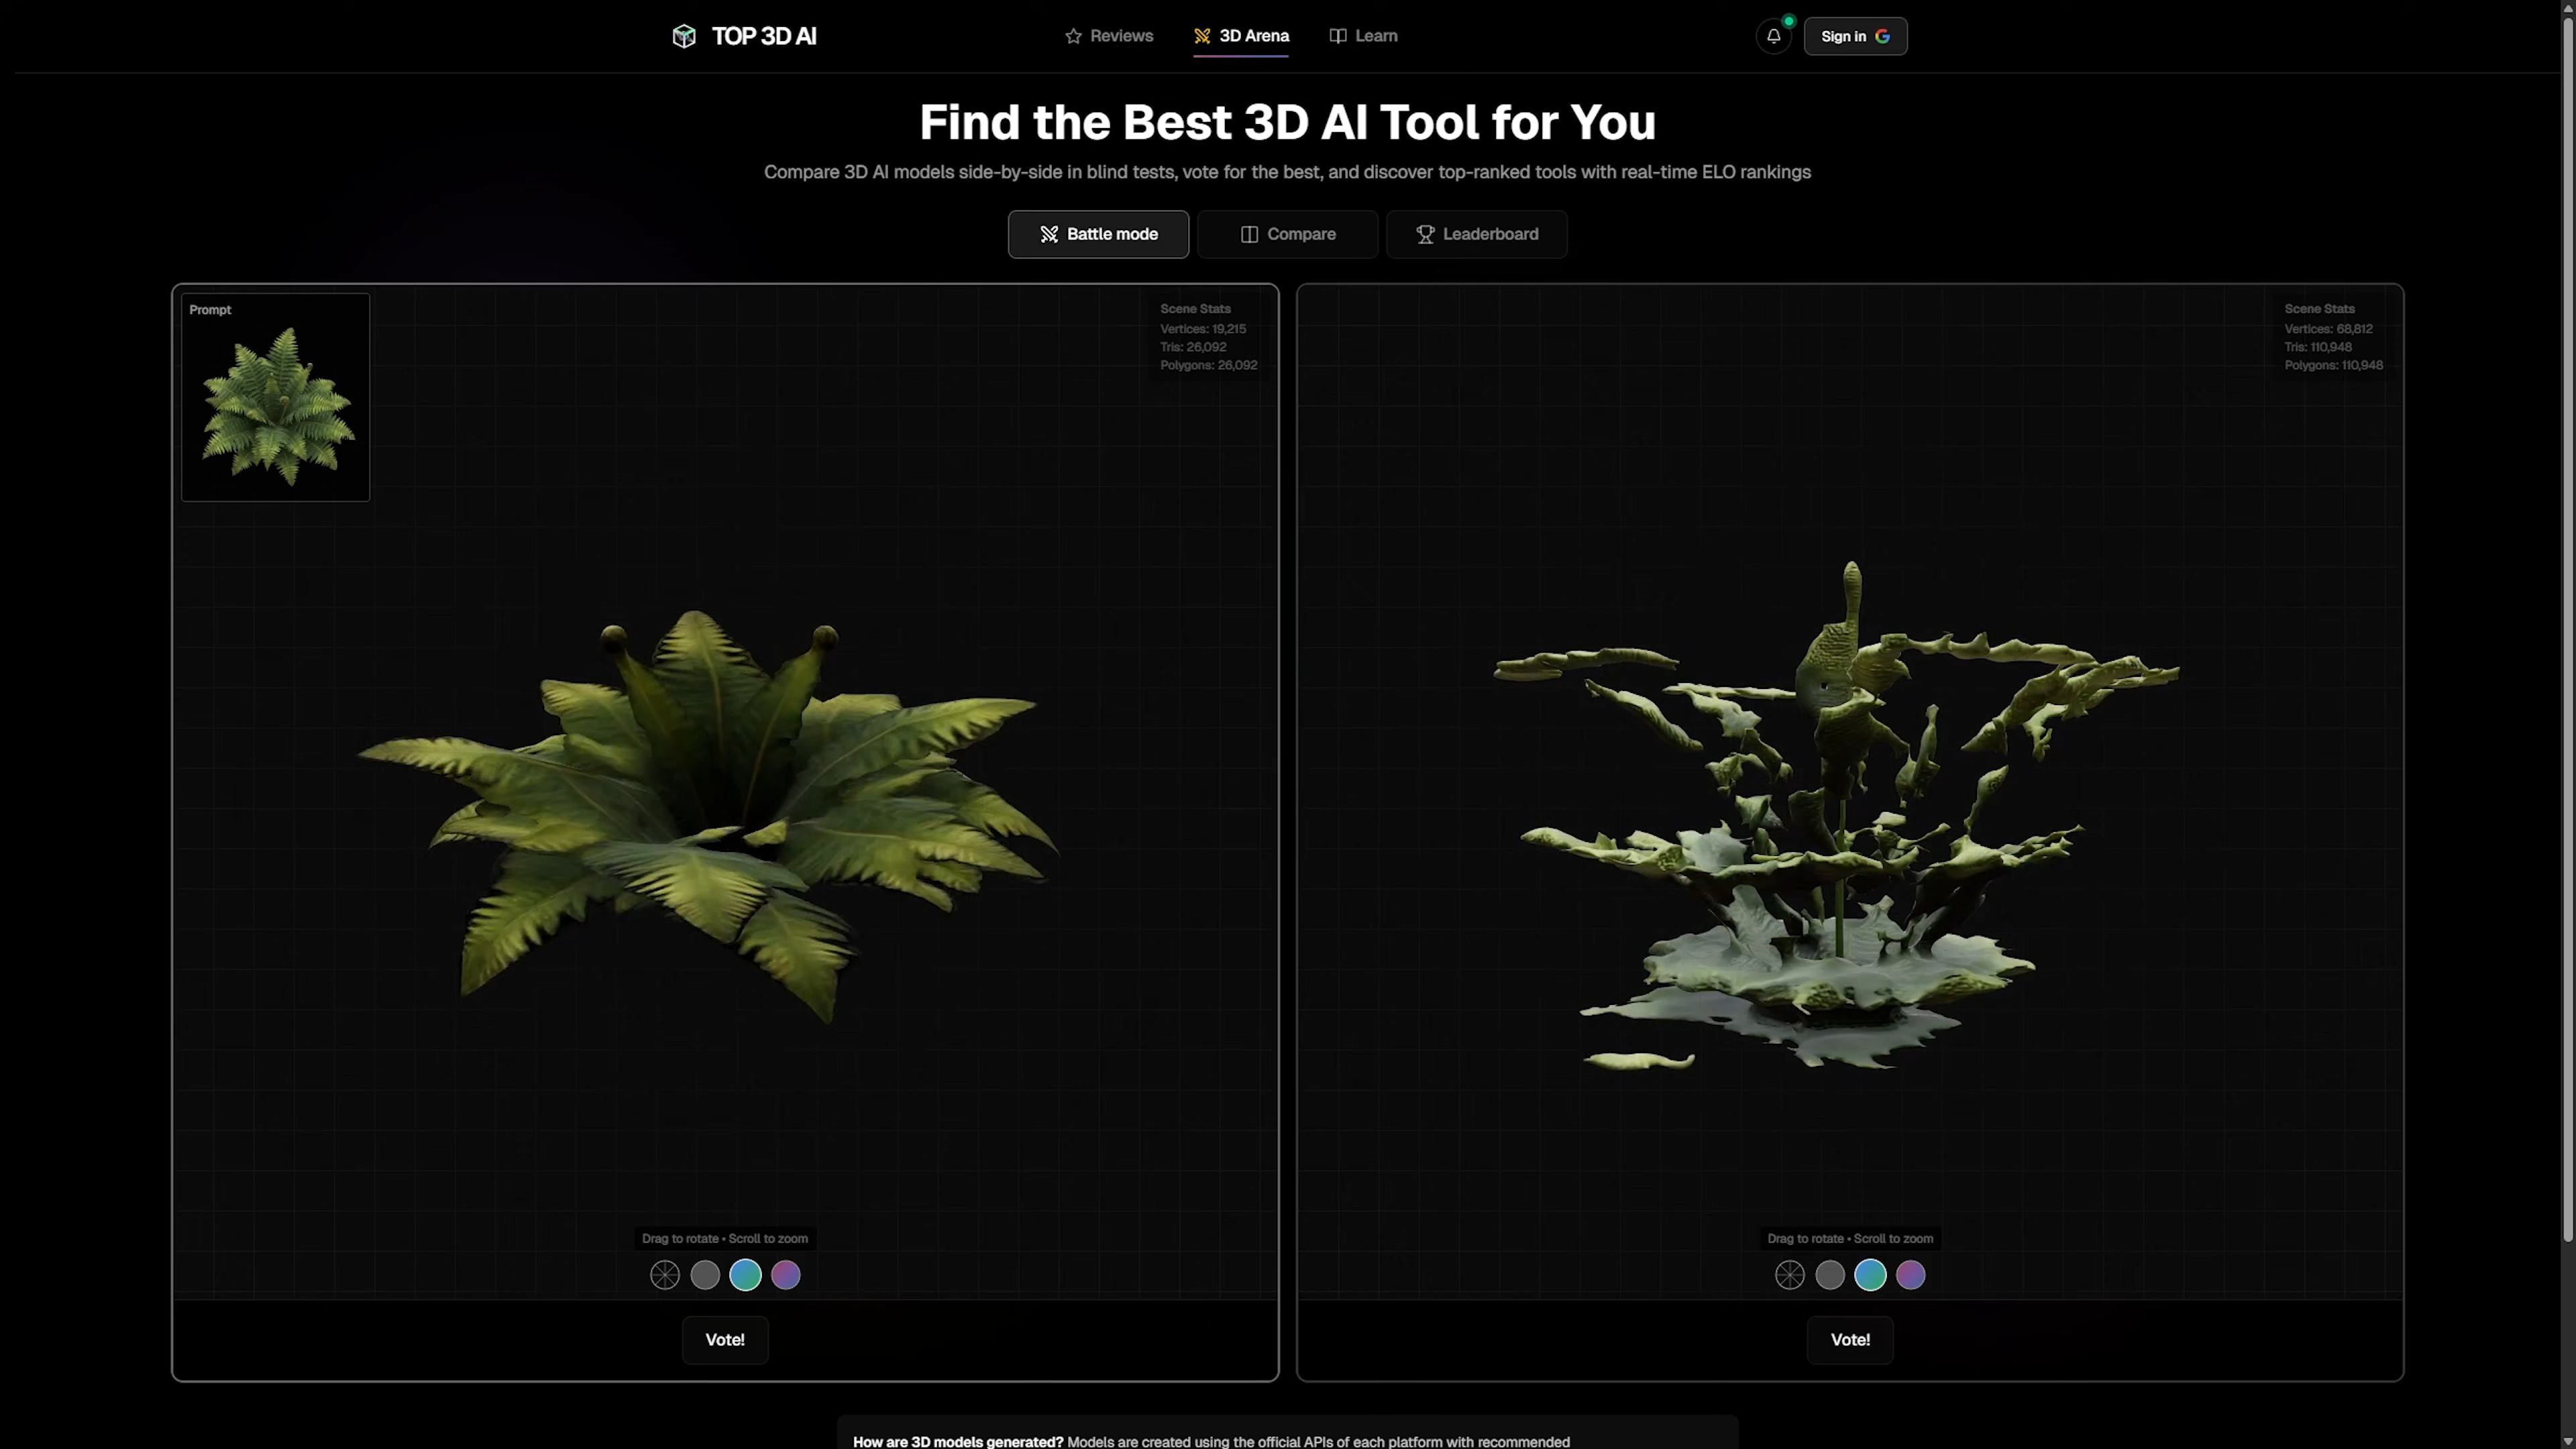 TOP 3D AI
Reviews
3D Arena
Learn
Sign in
Find the Best 3D AI Tool for You
Compare 3D AI models side-by-side in blind tests, vote for the best, and discover top-ranked tools with real-time ELO rankings
Battle mode
Compare
Leaderboard
Prompt
Scene Stats
Vertices: 19,215
Tris: 26,092
Polygons: 26,092
Scene Stats
Vertices: 68,812
Tris: 110,948
Polygons: 110,948
Drag to rotate • Scroll to zoom
Drag to rotate • Scroll to zoom
Vote!
Vote!
How are 3D models generated? Models are created using the official APIs of each platform with recommended